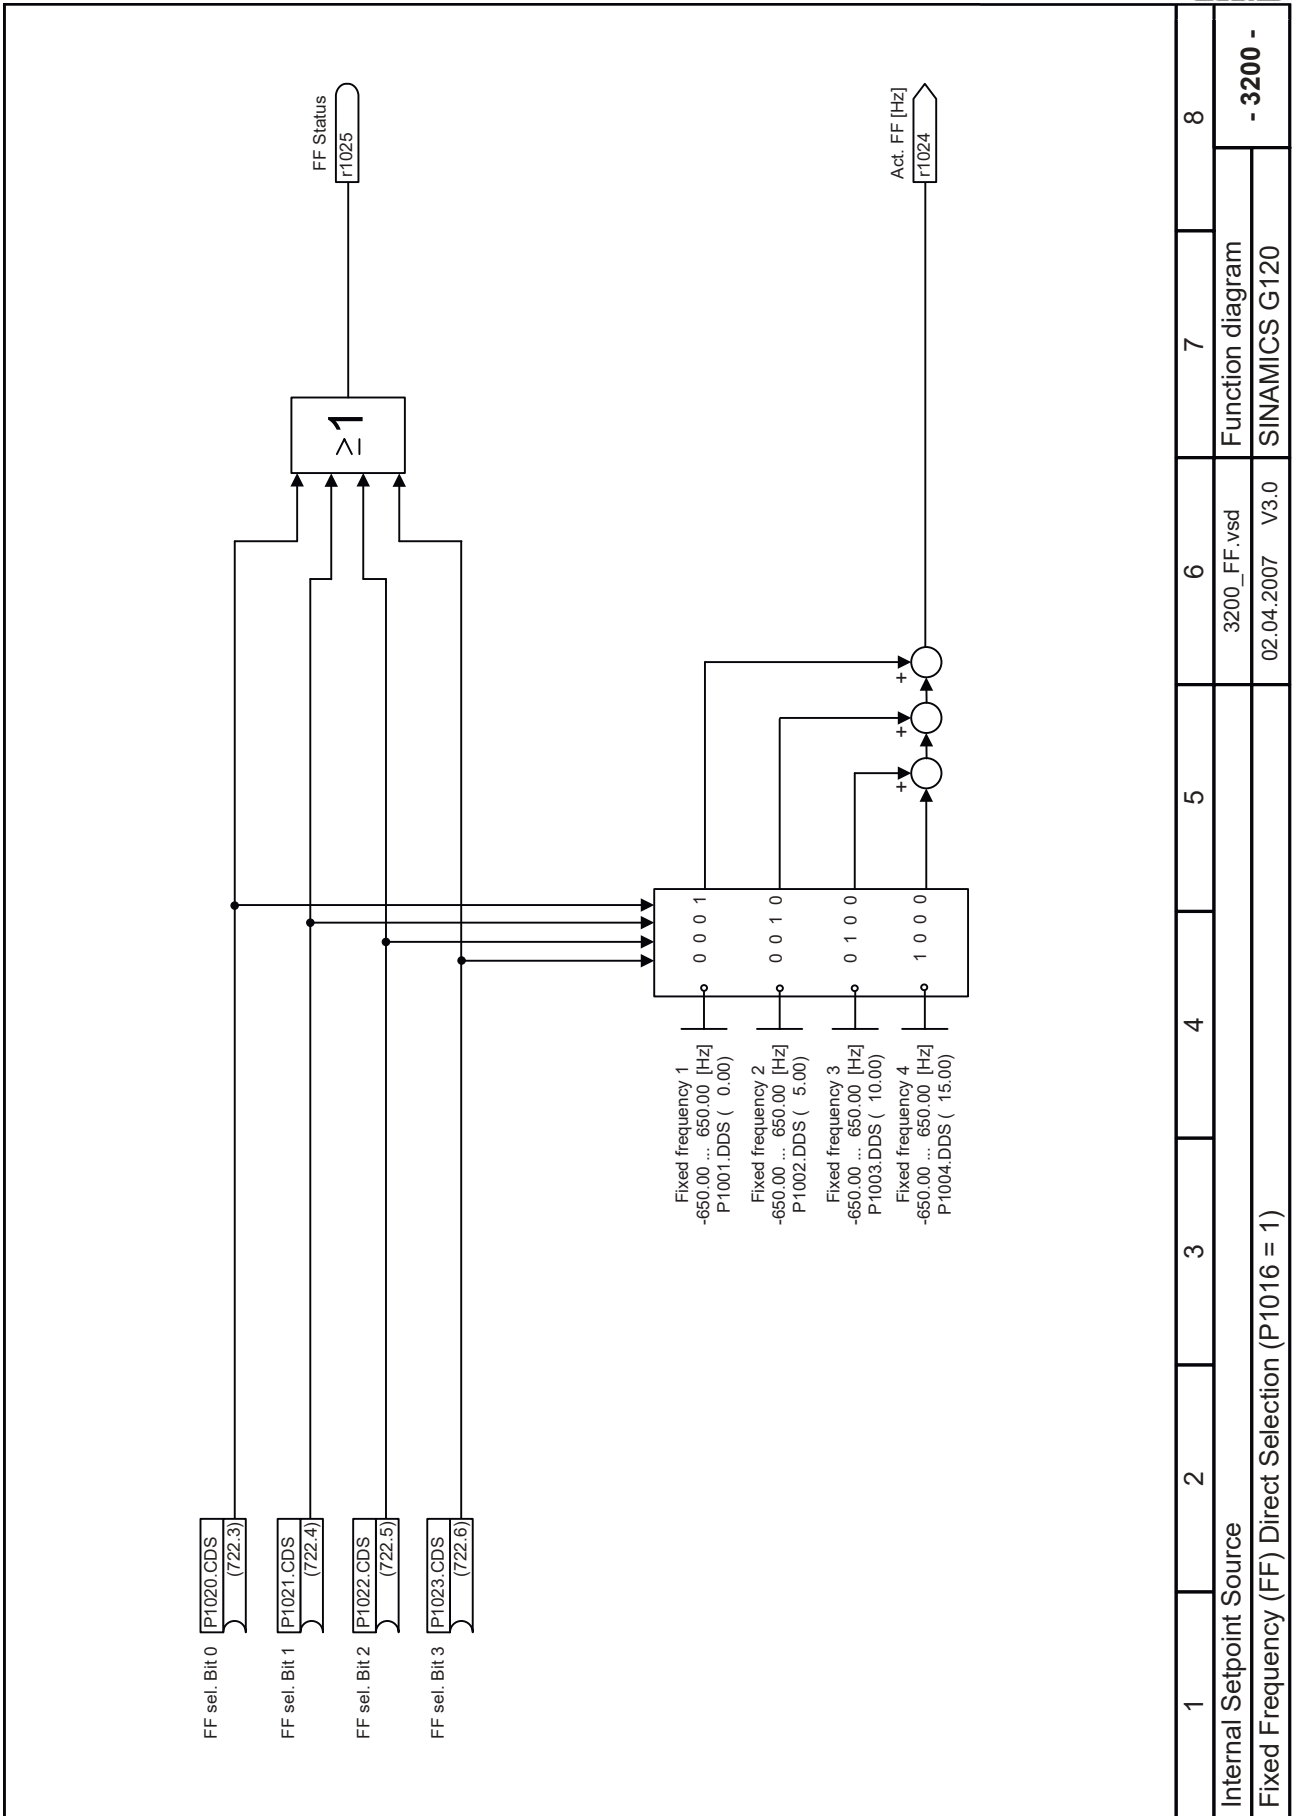 FF sel. Bit 0
P1020.CDS
(722.3)
FF sel. Bit 1
P1021.CDS
(722.4)
FF sel. Bit 2
P1022.CDS
(722.5)
FF sel. Bit 3
P1023.CDS
(722.6)
≥1
FF Status
r1025
Fixed frequency 1
-650.00 ... 650.00 [Hz]
P1001.DDS ( 0.00)
0 0 0 1
Fixed frequency 2
-650.00 ... 650.00 [Hz]
P1002.DDS ( 5.00)
0 0 1 0
Fixed frequency 3
-650.00 ... 650.00 [Hz]
P1003.DDS ( 10.00)
0 1 0 0
Fixed frequency 4
-650.00 ... 650.00 [Hz]
P1004.DDS ( 15.00)
1 0 0 0
+
+
+
Act. FF [Hz]
r1024
1 2 3 4 5 6 7 8
Internal Setpoint Source
3200_FF.vsd
Function diagram
- 3200 -
Fixed Frequency (FF) Direct Selection (P1016 = 1)
02.04.2007 V3.0
SINAMICS G120